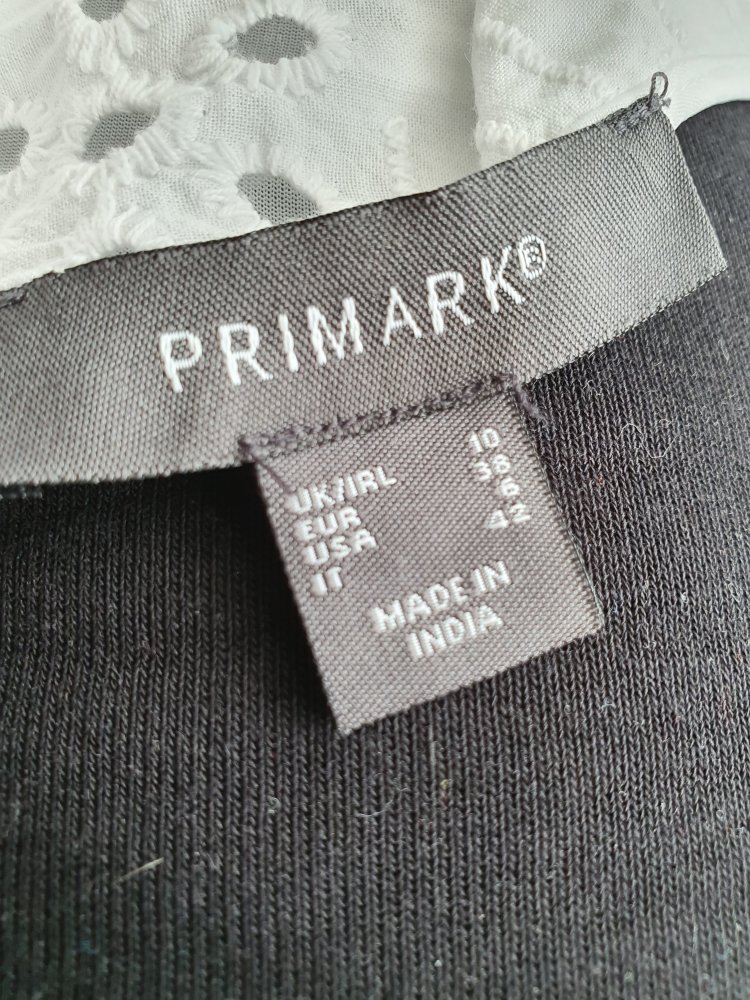 PRIMARK®
UK/IRL 10
EUR 38
USA 6
IT 42
MADE IN
INDIA